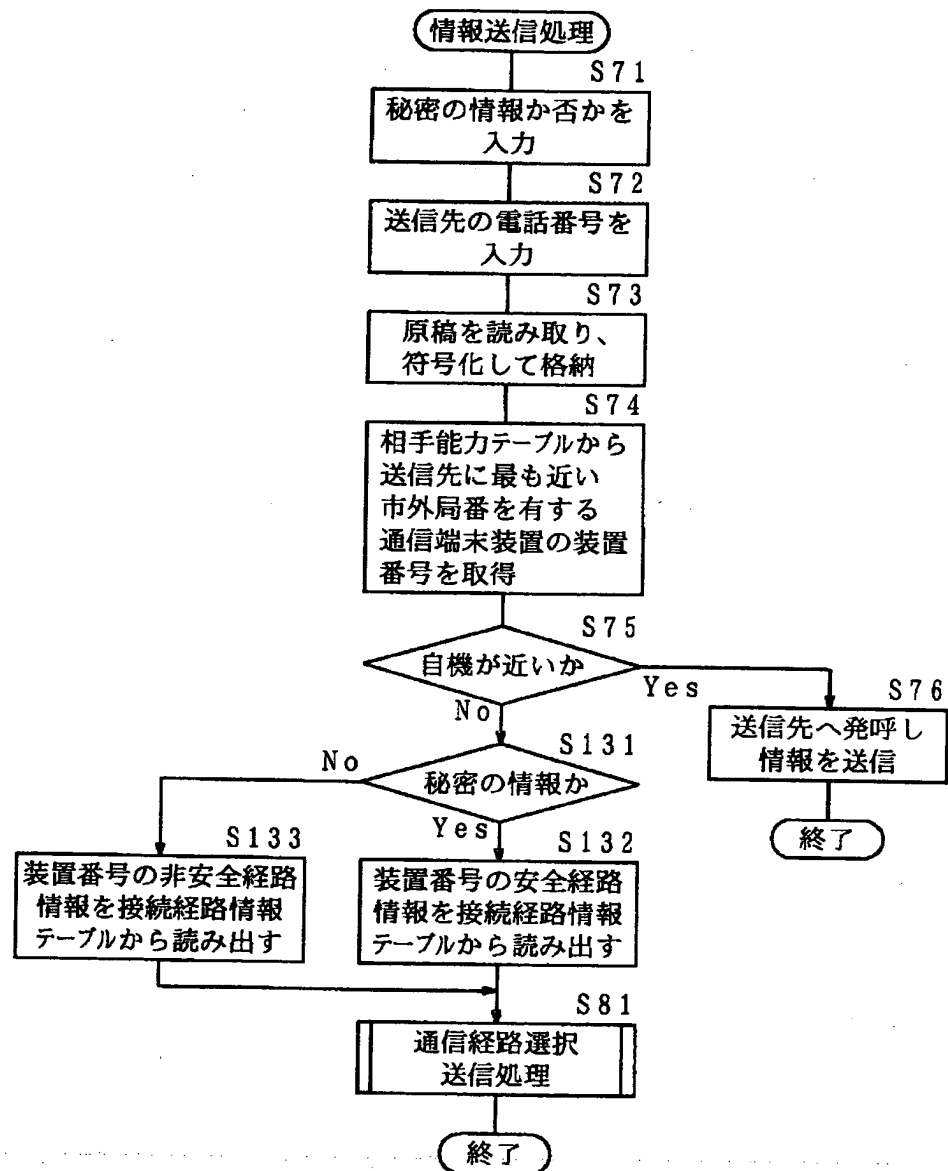 情報送信処理
S71
秘密の情報か否かを
入力
S72
送信先の電話番号を
入力
S73
原稿を読み取り、
符号化して格納
S74
相手能力テーブルから
送信先に最も近い
市外局番を有する
通信端末装置の装置
番号を取得
S75
自機が近いか
Yes
No
S76
送信先へ発呼し
情報を送信
終了
S131
秘密の情報か
No
Yes
S133
装置番号の非安全経路
情報を接続経路情報
テーブルから読み出す
S132
装置番号の安全経路
情報を接続経路情報
テーブルから読み出す
S81
通信経路選択
送信処理
終了